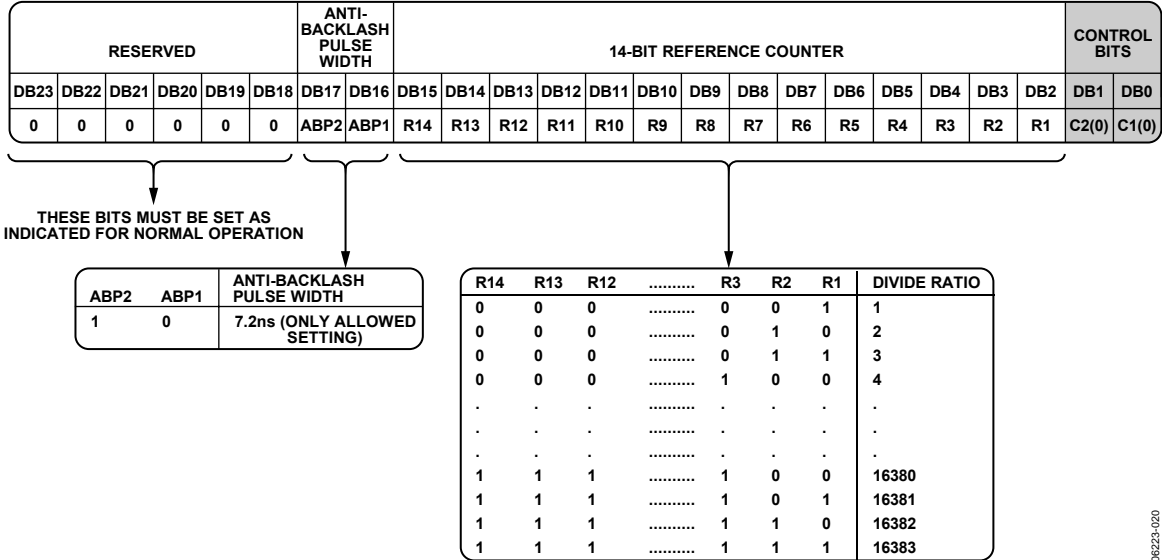 RESERVED
ANTI-
BACKLASH
PULSE
WIDTH
14-BIT REFERENCE COUNTER
CONTROL
BITS
DB23 DB22 DB21 DB20 DB19 DB18 DB17 DB16 DB15 DB14 DB13 DB12 DB11 DB10 DB9 DB8 DB7 DB6 DB5 DB4 DB3 DB2 DB1 DB0
0 0 0 0 0 0 ABP2 ABP1 R14 R13 R12 R11 R10 R9 R8 R7 R6 R5 R4 R3 R2 R1 C2(0) C1(0)
THESE BITS MUST BE SET AS
INDICATED FOR NORMAL OPERATION
ABP2 ABP1 ANTI-BACKLASH
PULSE WIDTH
1 0 7.2ns (ONLY ALLOWED
SETTING)
R14 R13 R12 .......... R3 R2 R1 DIVIDE RATIO
0 0 0 .......... 0 0 1 1
0 0 0 .......... 0 1 0 2
0 0 0 .......... 0 1 1 3
0 0 0 .......... 1 0 0 4
. . . .......... . . . .
. . . .......... . . . .
. . . .......... . . . .
1 1 1 .......... 1 0 0 16380
1 1 1 .......... 1 0 1 16381
1 1 1 .......... 1 1 0 16382
1 1 1 .......... 1 1 1 16383
06223-020